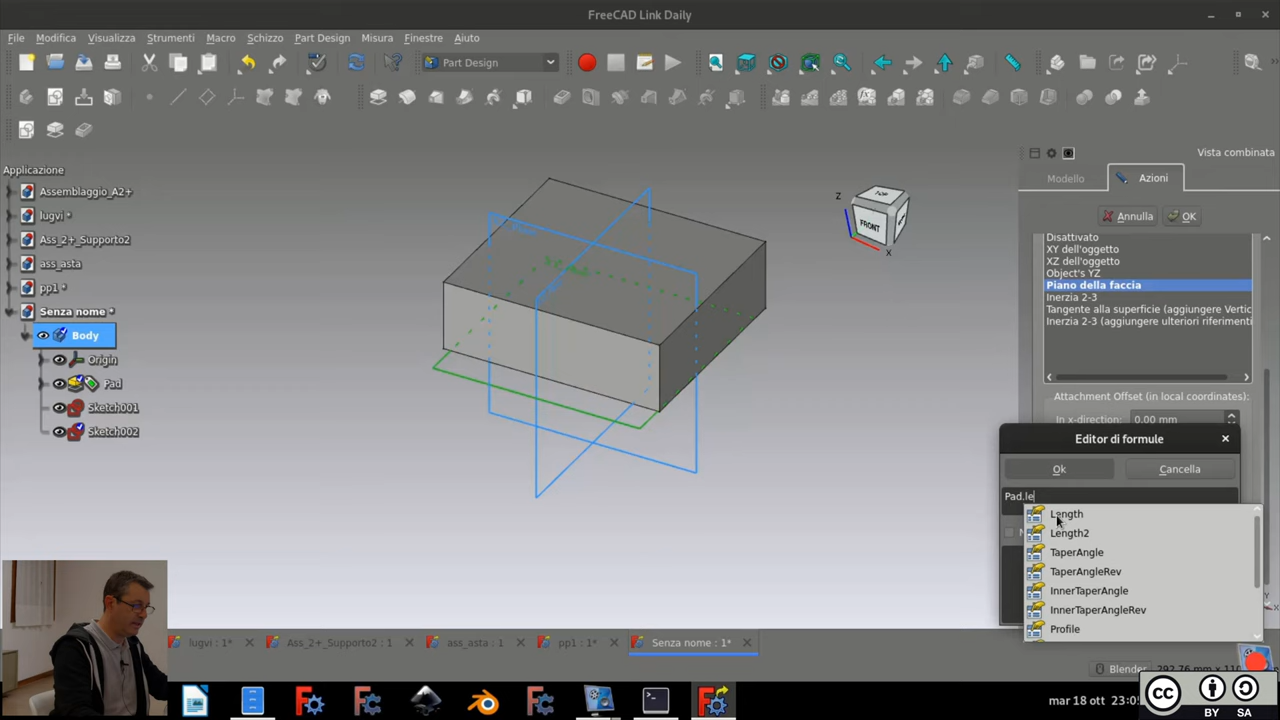 FreeCAD Link Daily
File Modifica Visualizza Strumenti Macro Schizzo Part Design Misura Finestre Aiuto
Part Design
Applicazione
Assemblaggio_A2+
lugvi *
Ass_2+_Supporto2
ass_asta
pp1 *
Senza nome *
Body
Origin
Pad
Sketch001
Sketch002
Z
TOP
FRONT
X
Vista combinata
Modello Azioni
Annulla OK
Disattivato
XY dell'oggetto
XZ dell'oggetto
Object's YZ
Piano della faccia
Inerzia 2-3
Tangente alla superficie (aggiungere Vertic
Inerzia 2-3 (aggiungere ulteriori riferimenti
Attachment Offset (in local coordinates):
In x-direction: 0.00 mm
Editor di formule
Ok Cancella
Pad.le
Length
Length2
TaperAngle
TaperAngleRev
InnerTaperAngle
InnerTaperAngleRev
Profile
lugvi : 1* Ass_2+_Supporto2 : 1 ass_asta : 1 pp1 : 1* Senza nome : 1*
Blender
mar 18 ott
cc BY SA